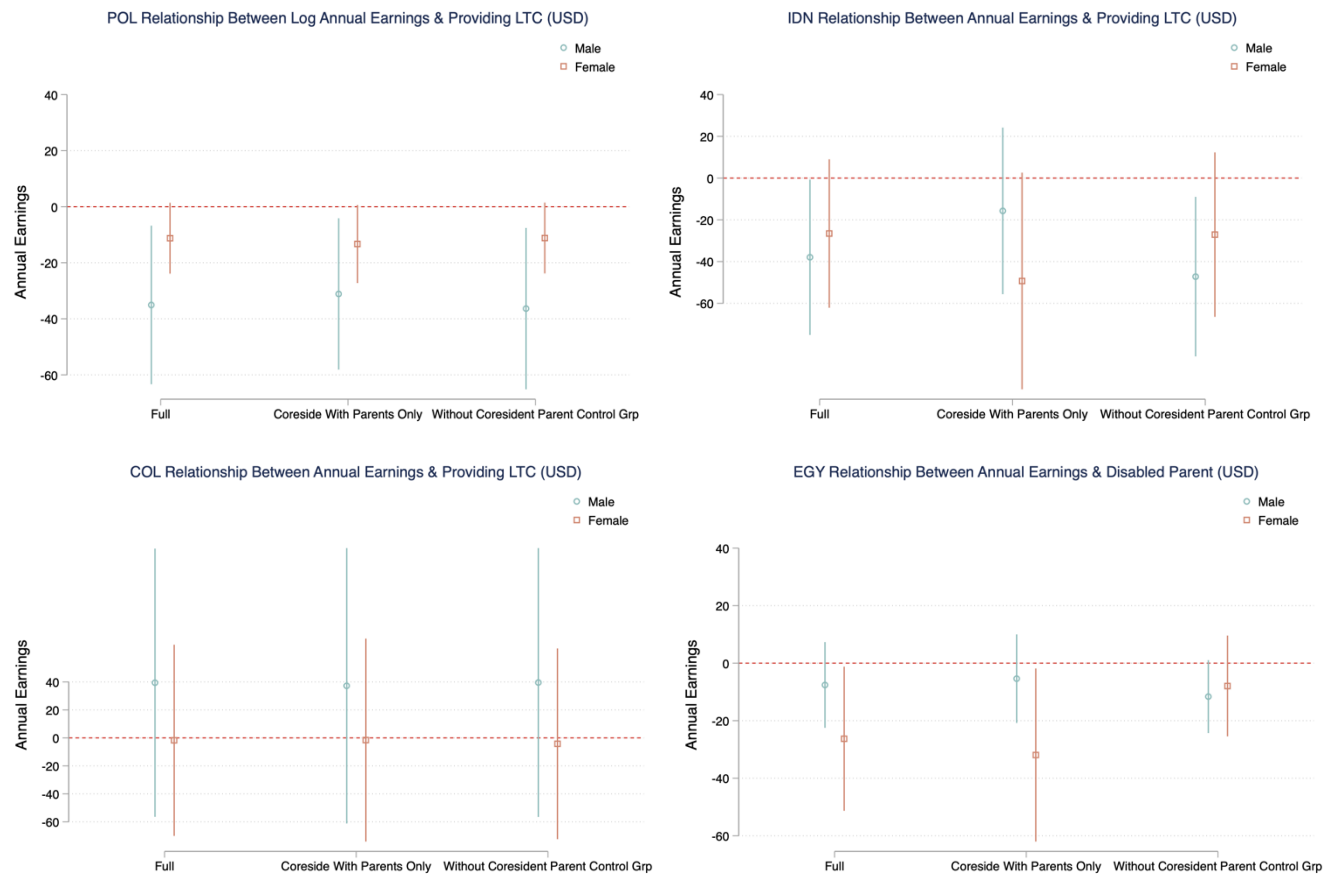 POL Relationship Between Log Annual Earnings & Providing LTC (USD)
Male
Female
40
20
0
-20
-40
-60
Annual Earnings
Full
Coreside With Parents Only
Without Coresident Parent Control Grp
IDN Relationship Between Annual Earnings & Providing LTC (USD)
Male
Female
40
20
0
-20
-40
-60
Annual Earnings
Full
Coreside With Parents Only
Without Coresident Parent Control Grp
COL Relationship Between Annual Earnings & Providing LTC (USD)
Male
Female
40
20
0
-20
-40
-60
Annual Earnings
Full
Coreside With Parents Only
Without Coresident Parent Control Grp
EGY Relationship Between Annual Earnings & Disabled Parent (USD)
Male
Female
40
20
0
-20
-40
-60
Annual Earnings
Full
Coreside With Parents Only
Without Coresident Parent Control Grp